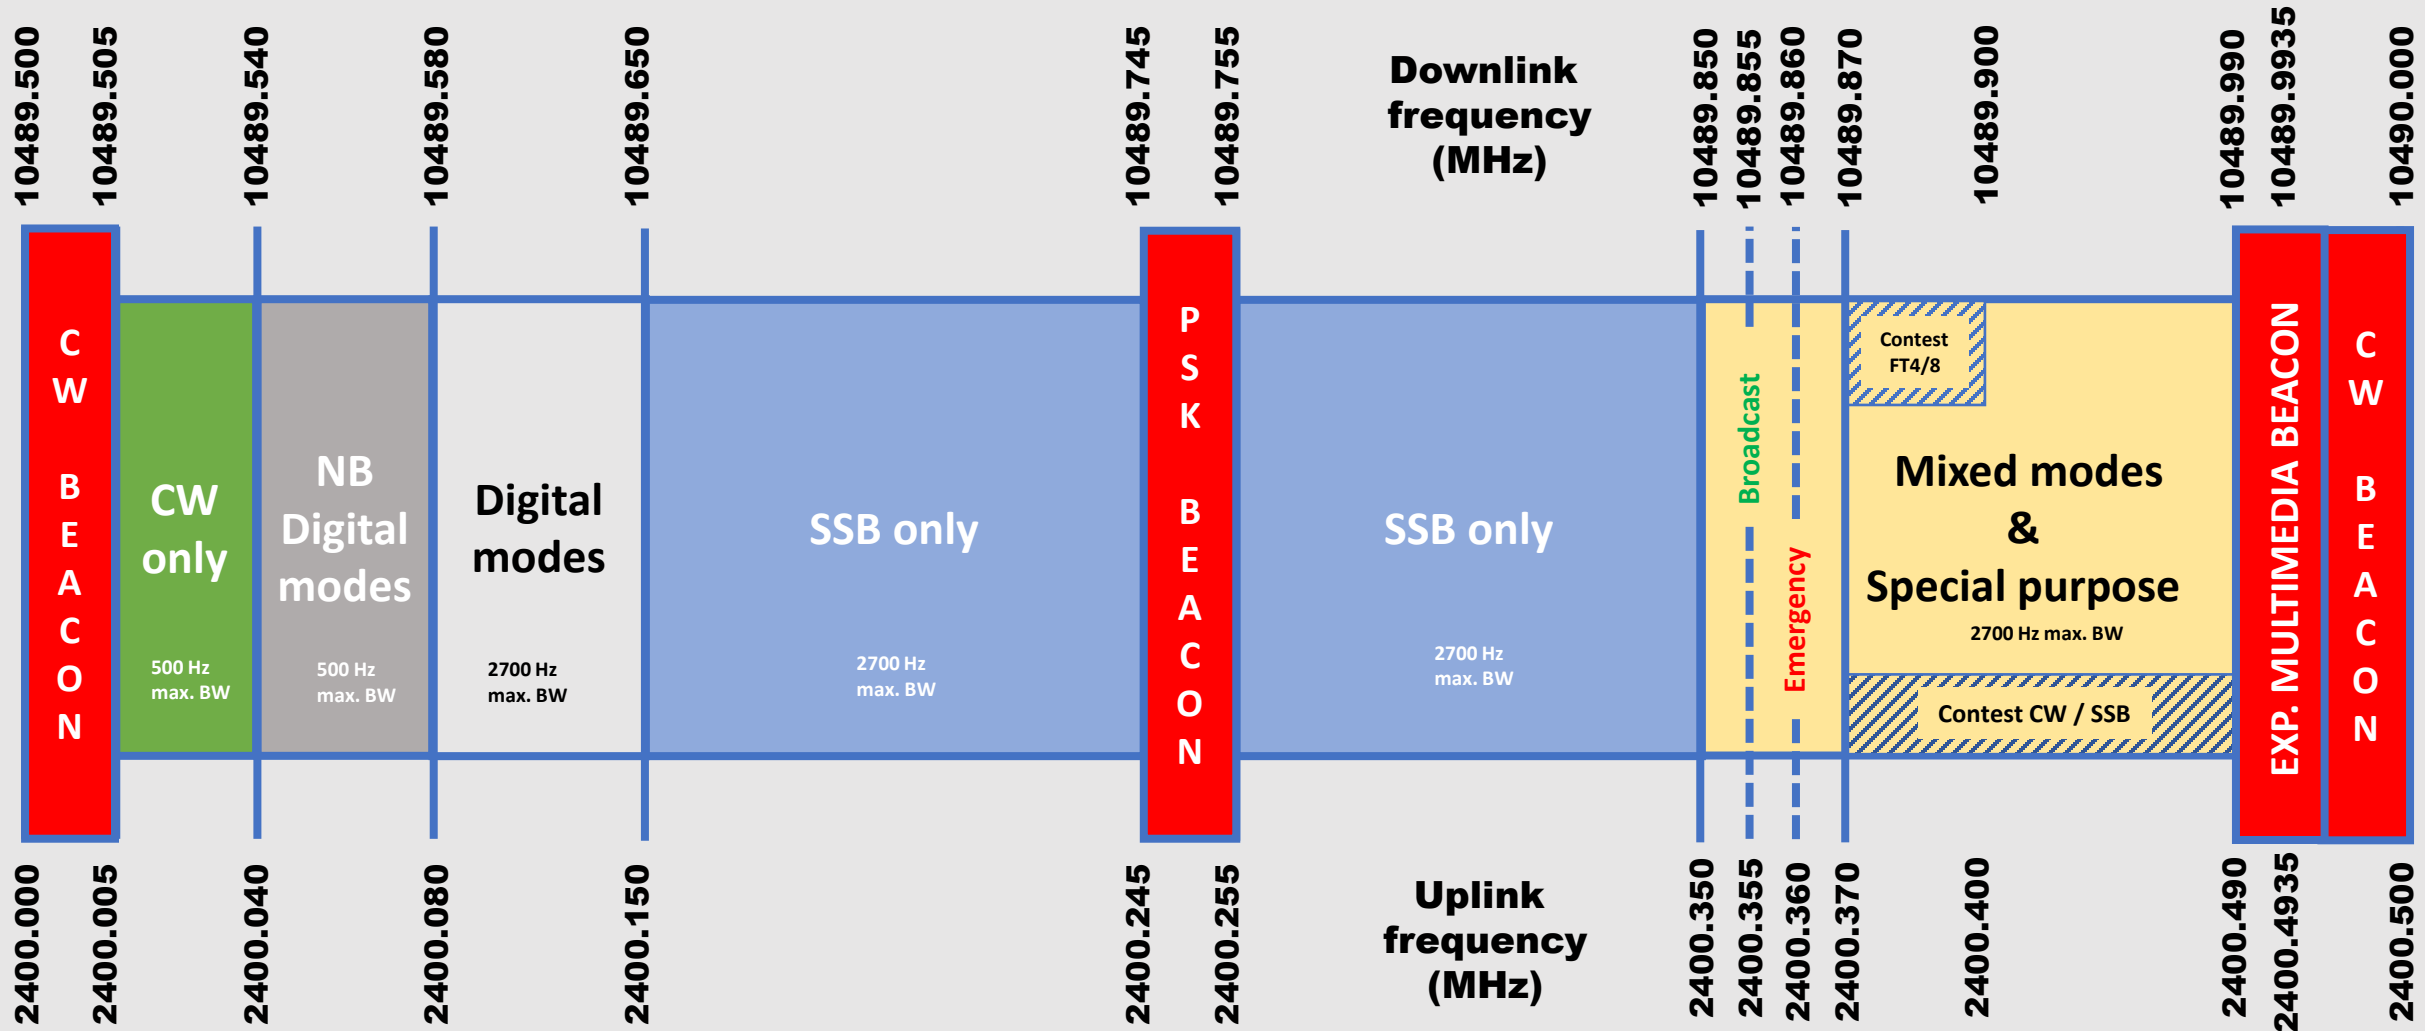 10489.500
10489.505
10489.540
10489.580
10489.650
10489.745
10489.755
Downlink
frequency
(MHz)
10489.850
10489.855
10489.860
10489.870
10489.900
10489.990
10489.9935
10490.000
CW BEACON
CW
only
500 Hz
max. BW
NB
Digital
modes
500 Hz
max. BW
Digital
modes
2700 Hz
max. BW
SSB only
2700 Hz
max. BW
PSK BEACON
SSB only
2700 Hz
max. BW
Broadcast
Emergency
Contest
FT4/8
Mixed modes
&
Special purpose
2700 Hz max. BW
Contest CW / SSB
EXP. MULTIMEDIA BEACON
CW BEACON
2400.000
2400.005
2400.040
2400.080
2400.150
2400.245
2400.255
Uplink
frequency
(MHz)
2400.350
2400.355
2400.360
2400.370
2400.400
2400.490
2400.4935
2400.500